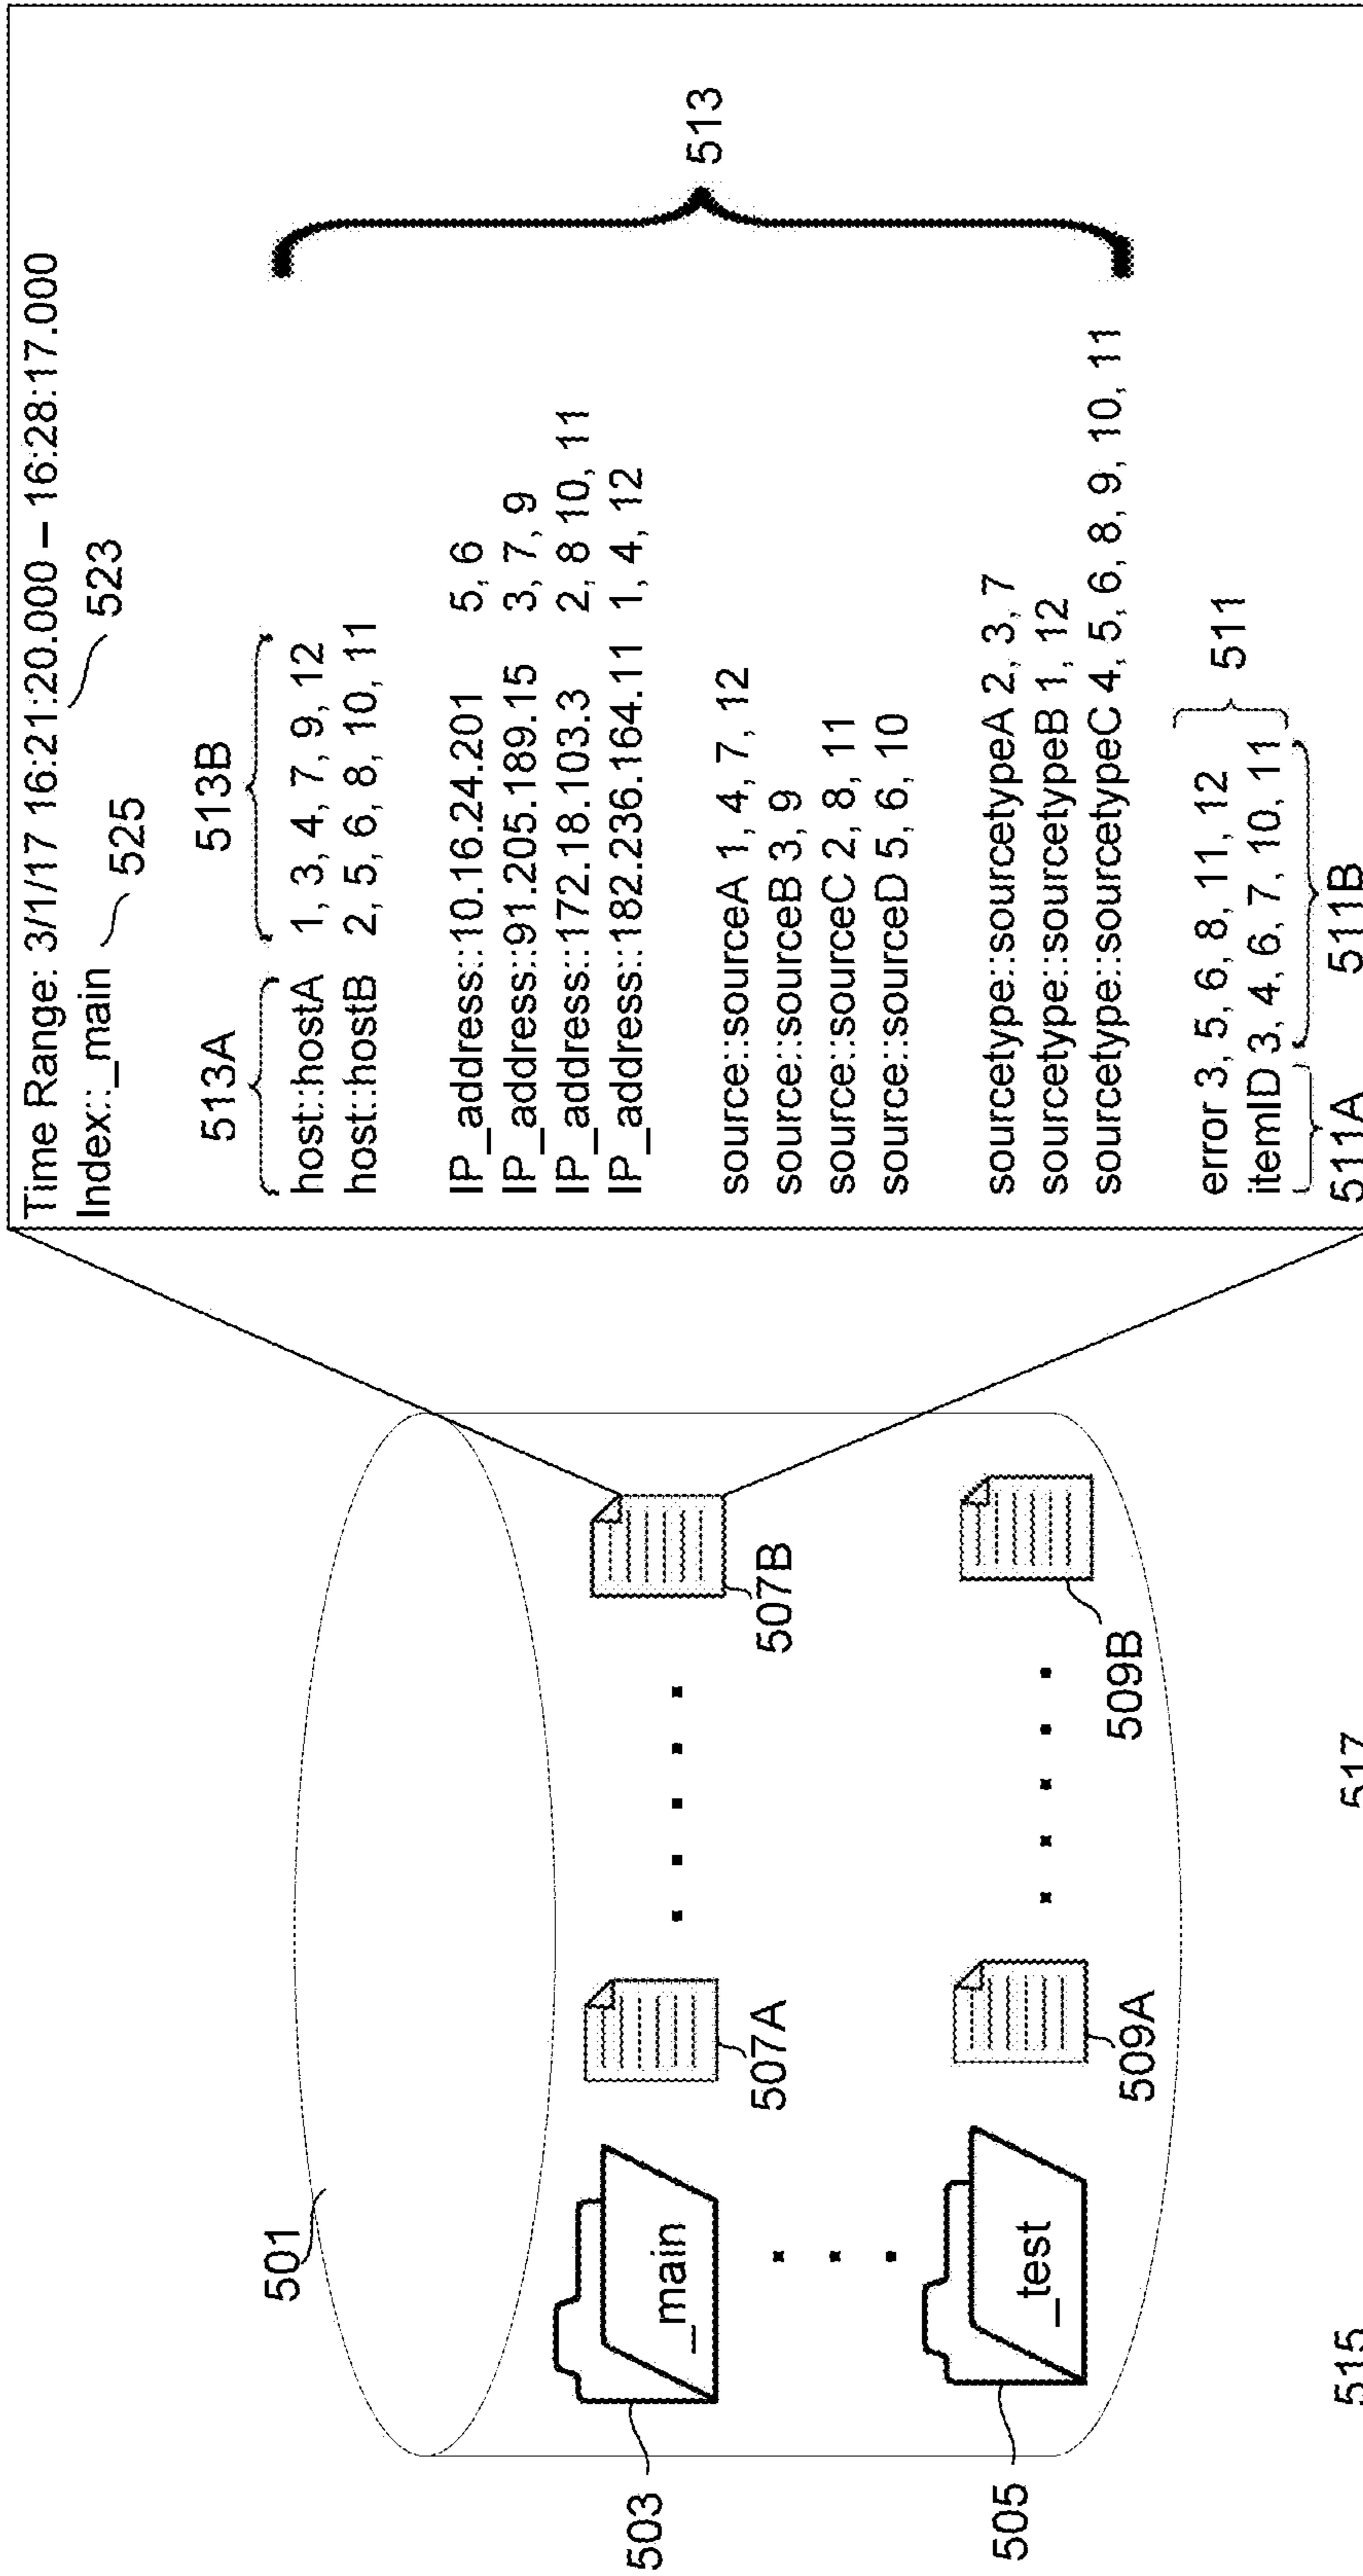 Time Range: 3/1/17 16:21:20.000 – 16:28:17.000
Index::_main
525
523
513A
513B
host::hostA 1, 3, 4, 7, 9, 12
host::hostB 2, 5, 6, 8, 10, 11
IP_address::10.16.24.201 5, 6
IP_address::91.205.189.15 3, 7, 9
IP_address::172.18.103.3 2, 8 10, 11
IP_address::182.236.164.11 1, 4, 12
source::sourceA 1, 4, 7, 12
source::sourceB 3, 9
source::sourceC 2, 8, 11
source::sourceD 5, 6, 10
sourcetype::sourcetypeA 2, 3, 7
sourcetype::sourcetypeB 1, 12
sourcetype::sourcetypeC 4, 5, 6, 8, 9, 10, 11
513
error 3, 5, 6, 8, 11, 12
itemID 3, 4, 6, 7, 10, 11
511
511A
511B
501
_main
503
507A
507B
_test
505
509A
509B
515
517